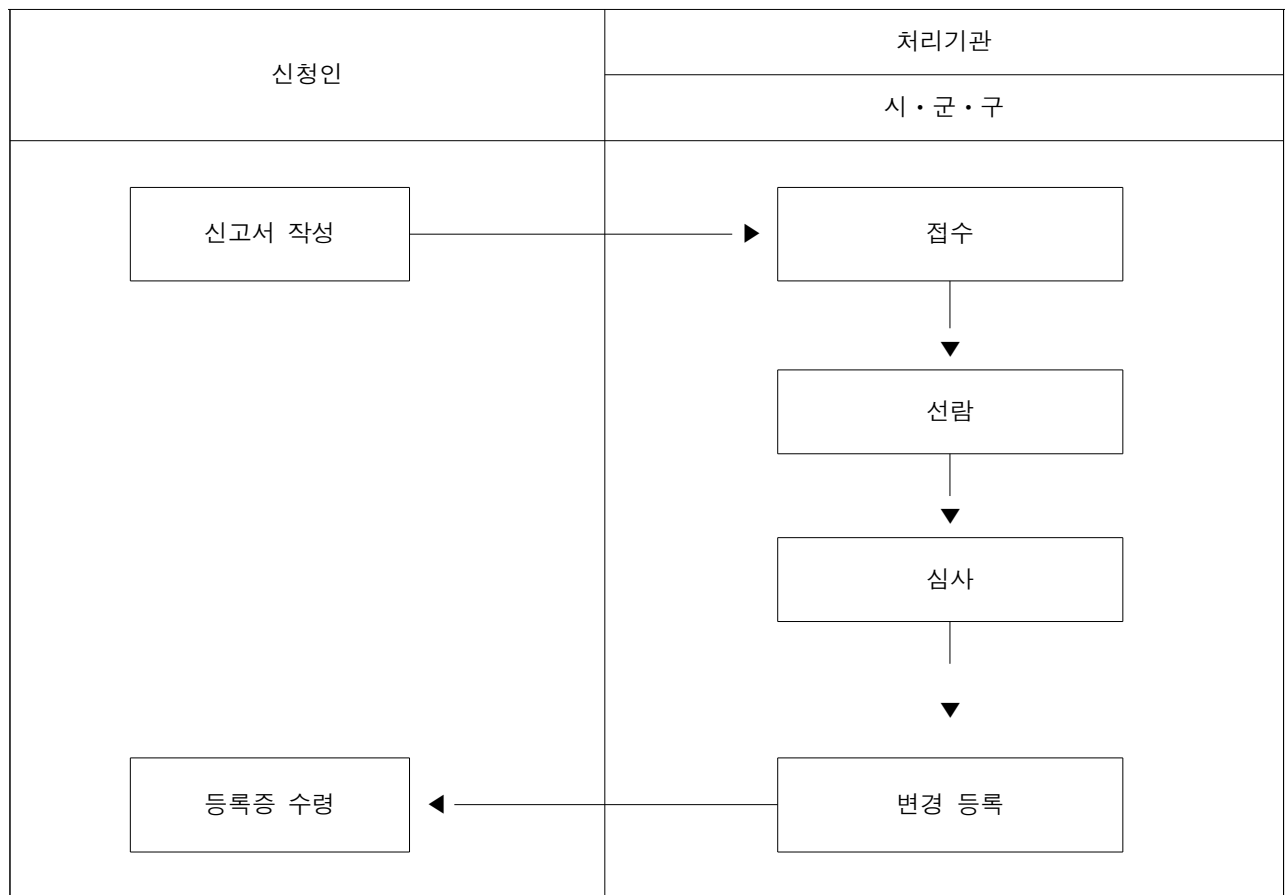 신청인
처리기관
시・군・구
신고서 작성
접수
선람
심사
등록증 수령
변경 등록